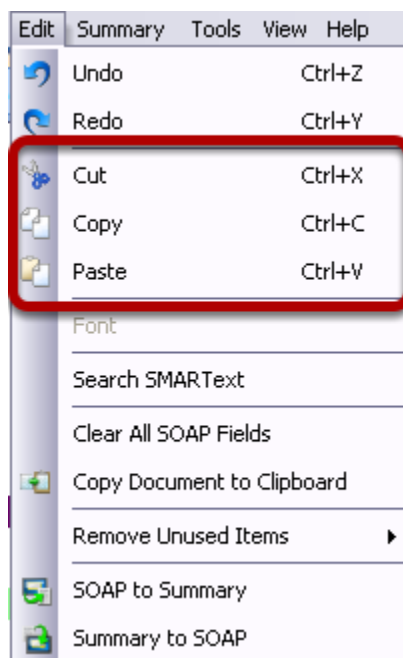 Edit Summary Tools View Help
Undo Ctrl+Z
Redo Ctrl+Y
Cut Ctrl+X
Copy Ctrl+C
Paste Ctrl+V
Font
Search SMARText
Clear All SOAP Fields
Copy Document to Clipboard
Remove Unused Items
SOAP to Summary
Summary to SOAP